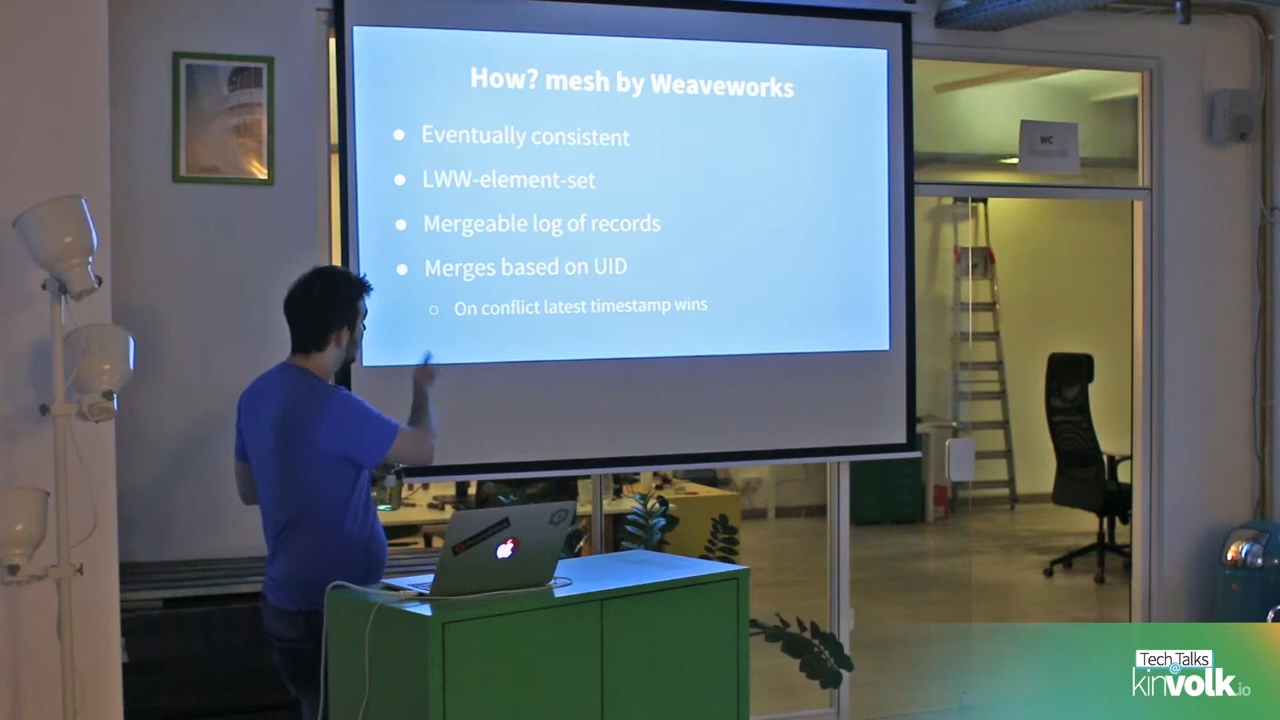 How? mesh by Weaveworks
● Eventually consistent
● LWW-element-set
● Mergeable log of records
● Merges based on UID
○ On conflict latest timestamp wins
WC
Tech Talks
@
kinvolk.io